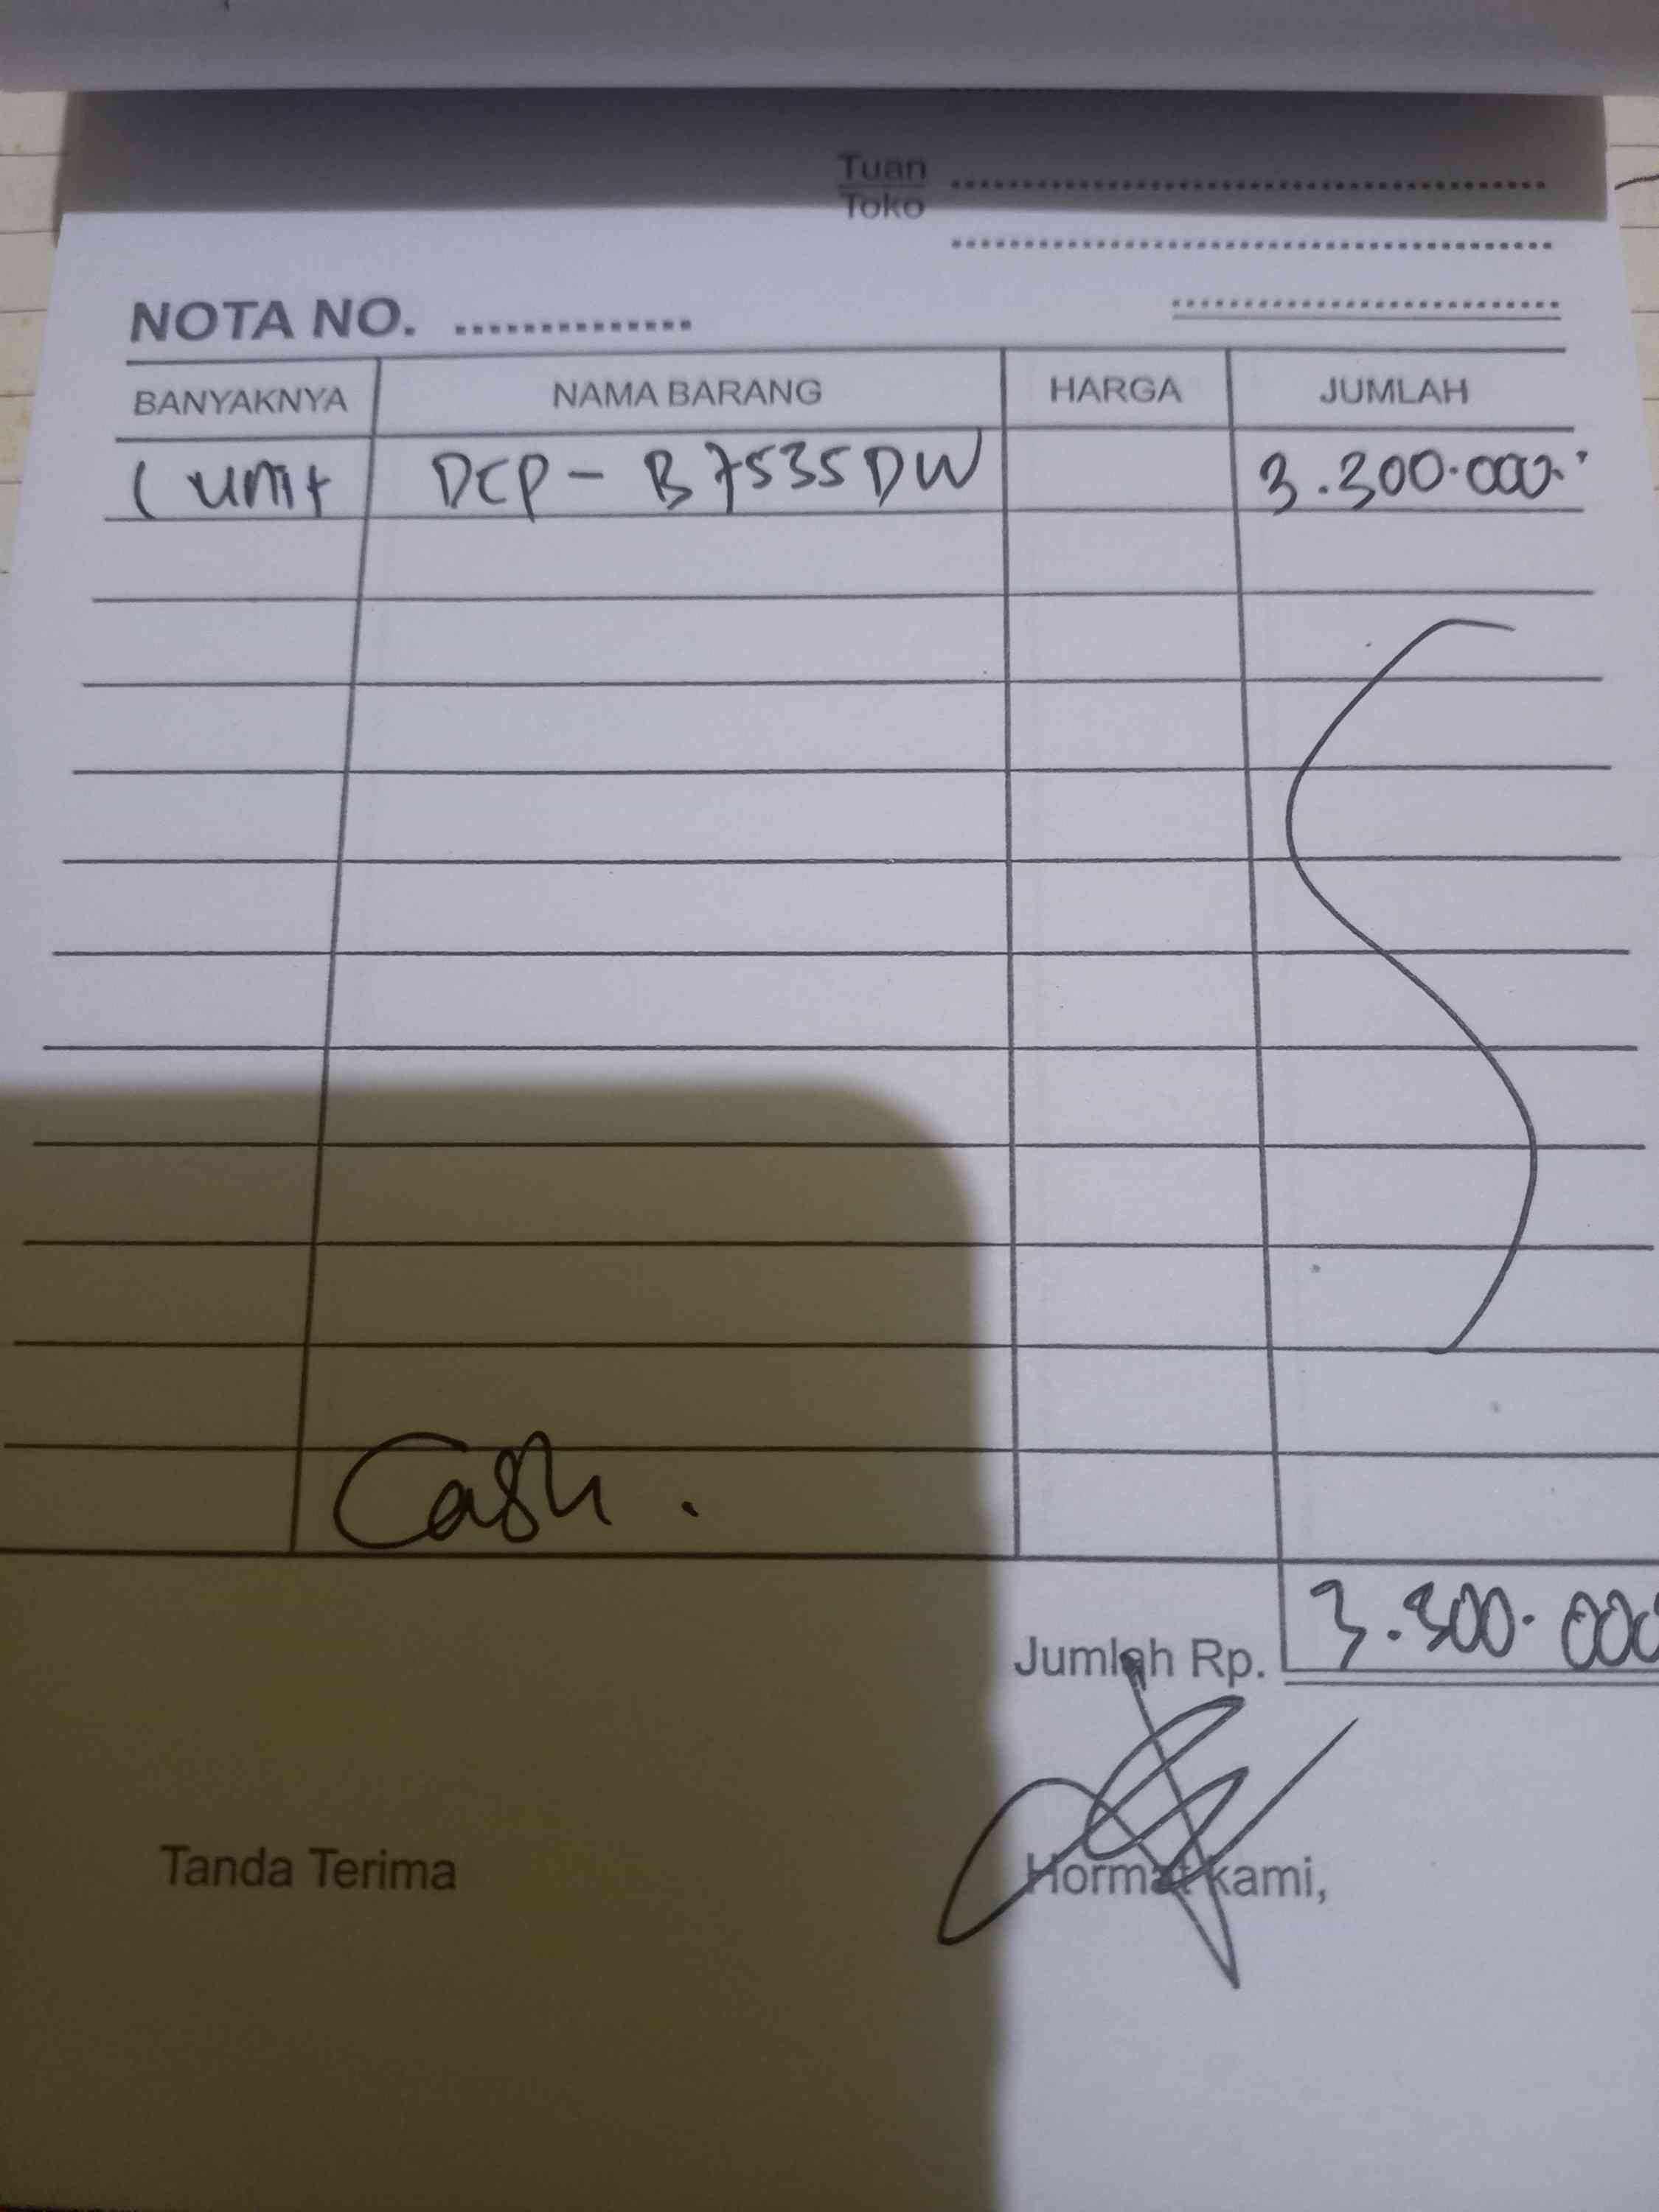 Tuan
Toko
NOTA NO. ..............
BANYAKNYA NAMA BARANG HARGA JUMLAH
1 unit DCP - B7535DW 3.300.000.-
Cash.
Jumlah Rp. 3.300.000
Tanda Terima Hormat kami,